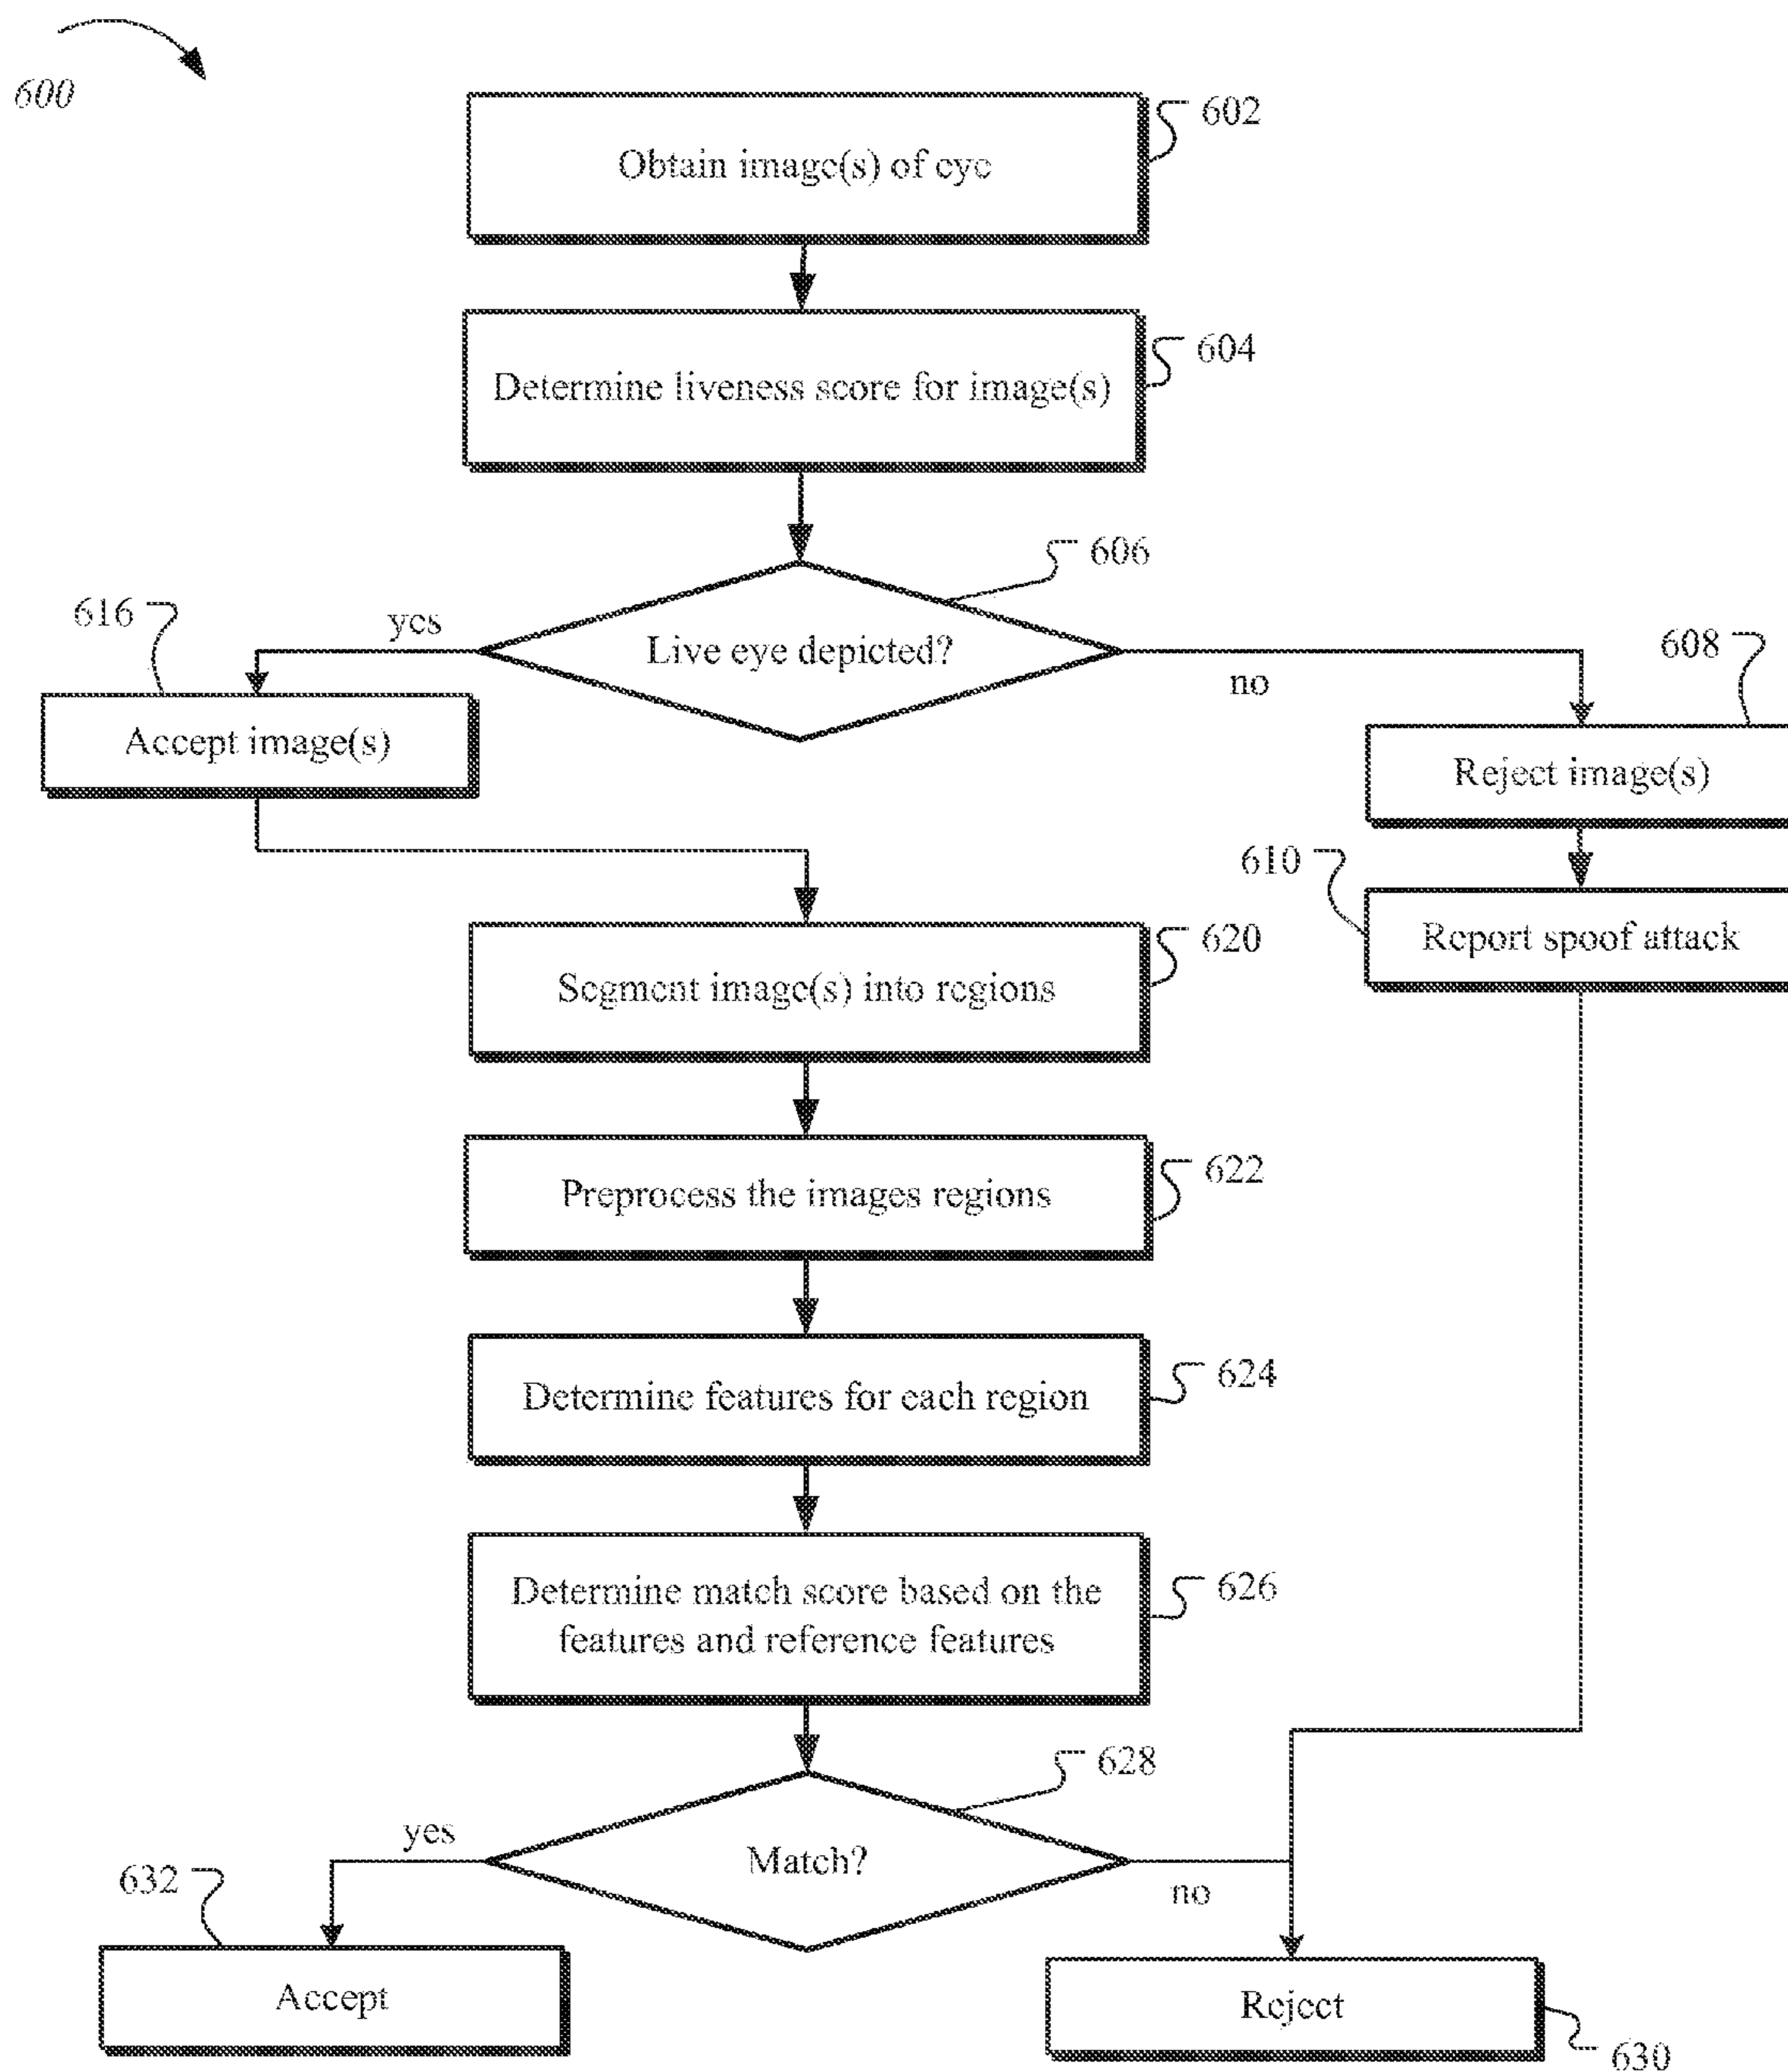 600
602
Obtain image(s) of eye
604
Determine liveness score for image(s)
606
616
yes
Live eye depicted?
608
no
Accept image(s)
Reject image(s)
610
620
Report spoof attack
Segment image(s) into regions
622
Preprocess the images regions
624
Determine features for each region
626
Determine match score based on the
features and reference features
628
yes
Match?
632
no
Accept
Reject
630